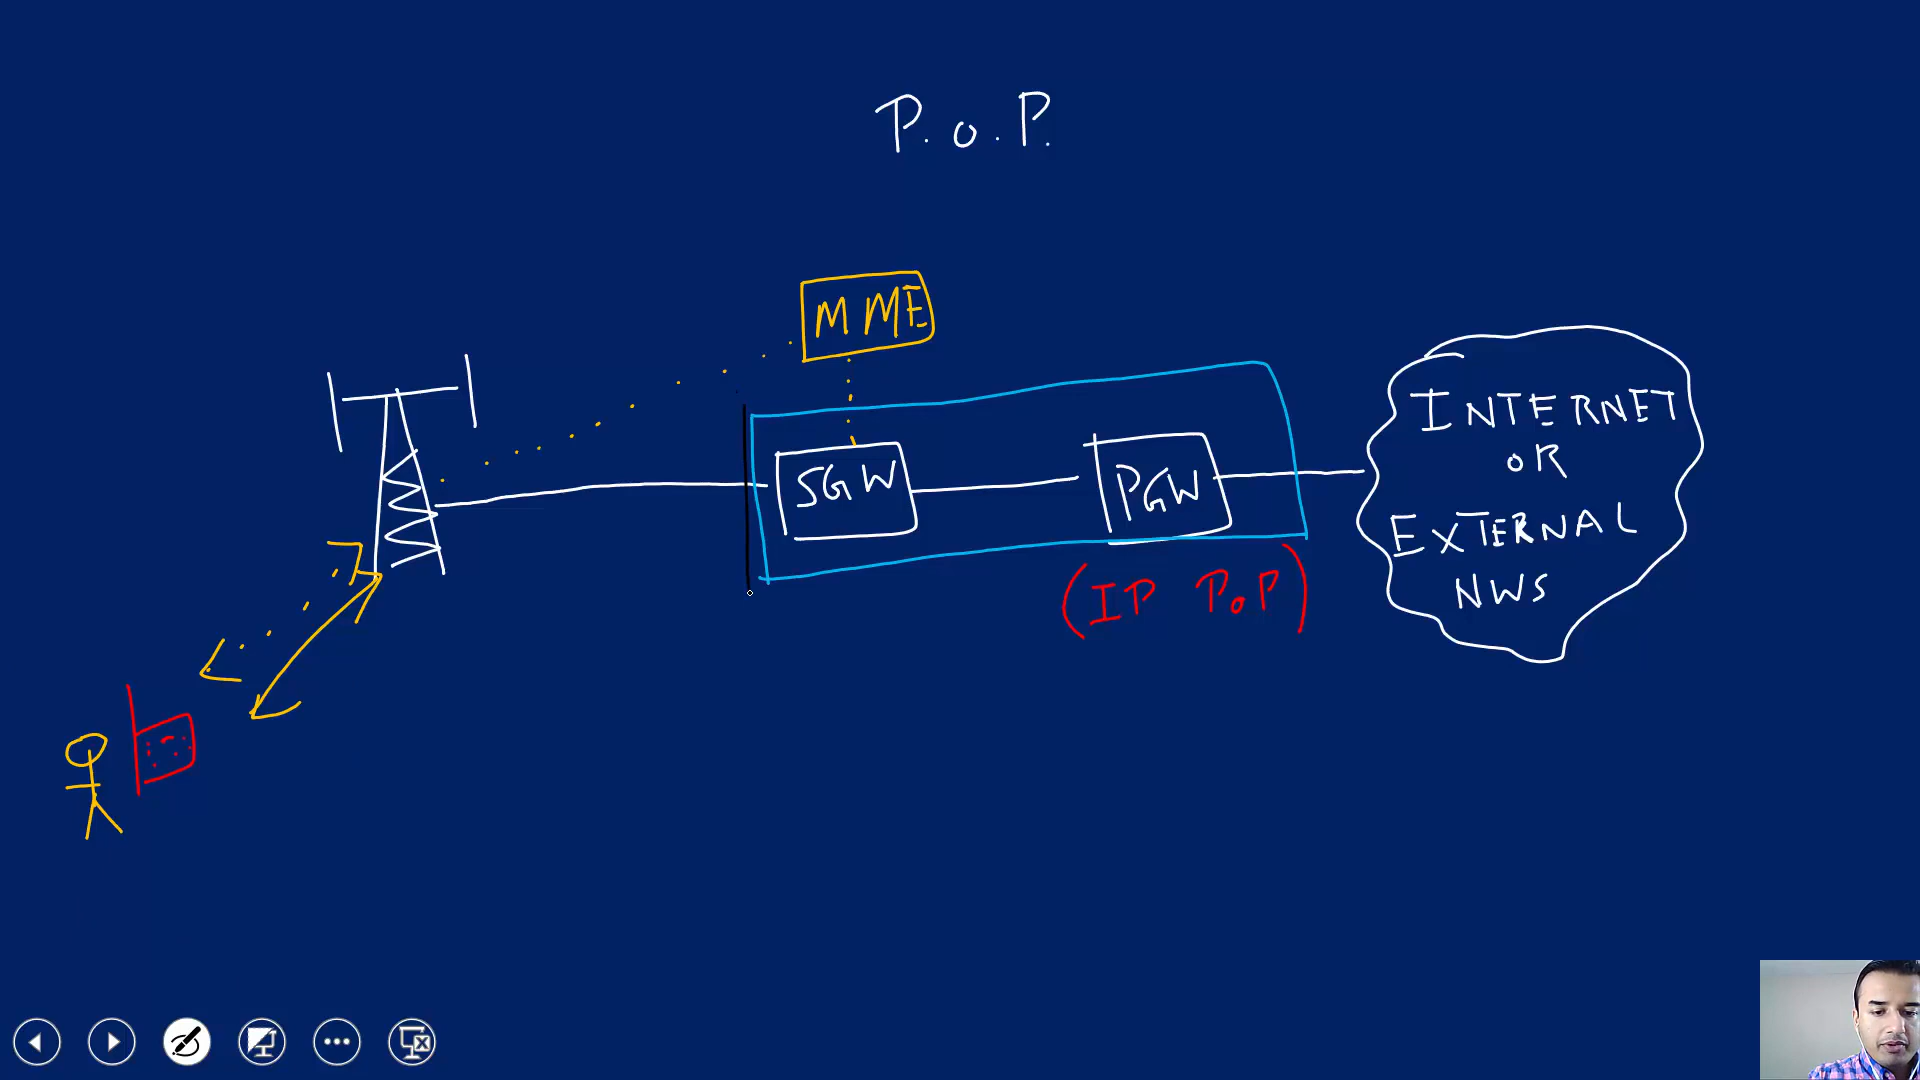 P.o.P.
MME
SGW
PGW
(IP PoP)
INTERNET
OR
EXTERNAL
NWS